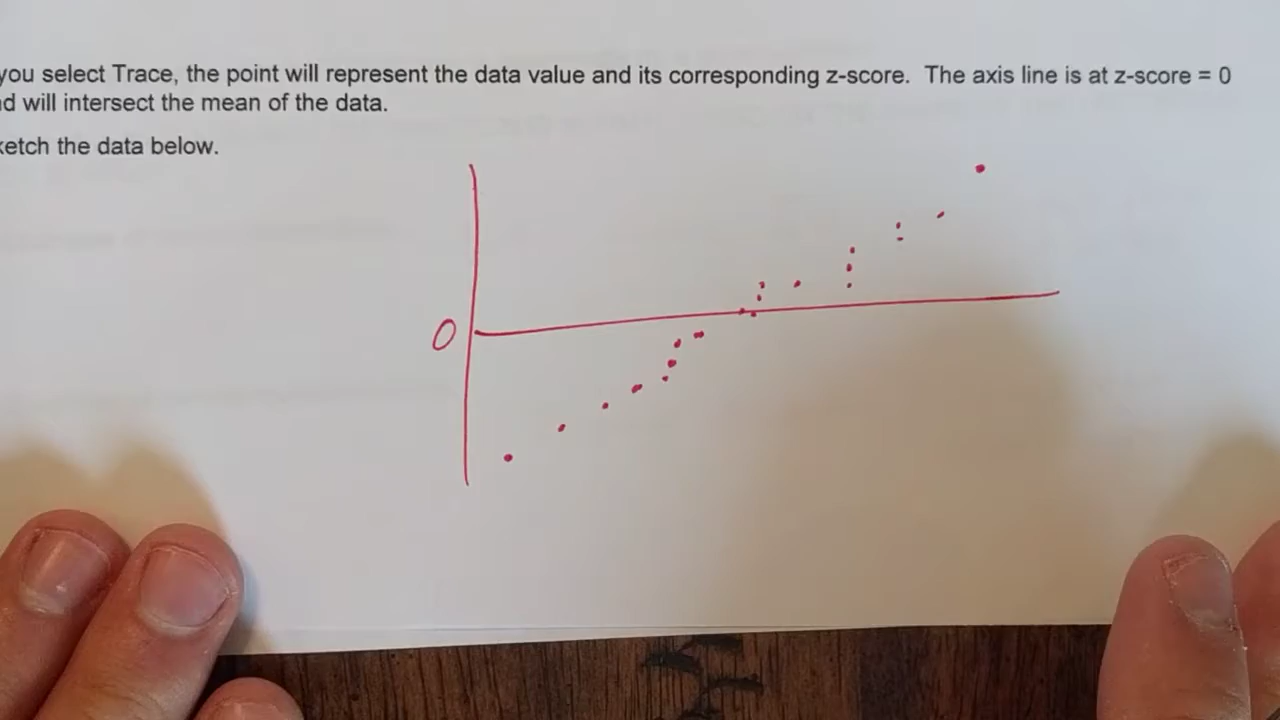 you select Trace, the point will represent the data value and its corresponding z-score. The axis line is at z-score = 0
d will intersect the mean of the data.
ketch the data below.
0